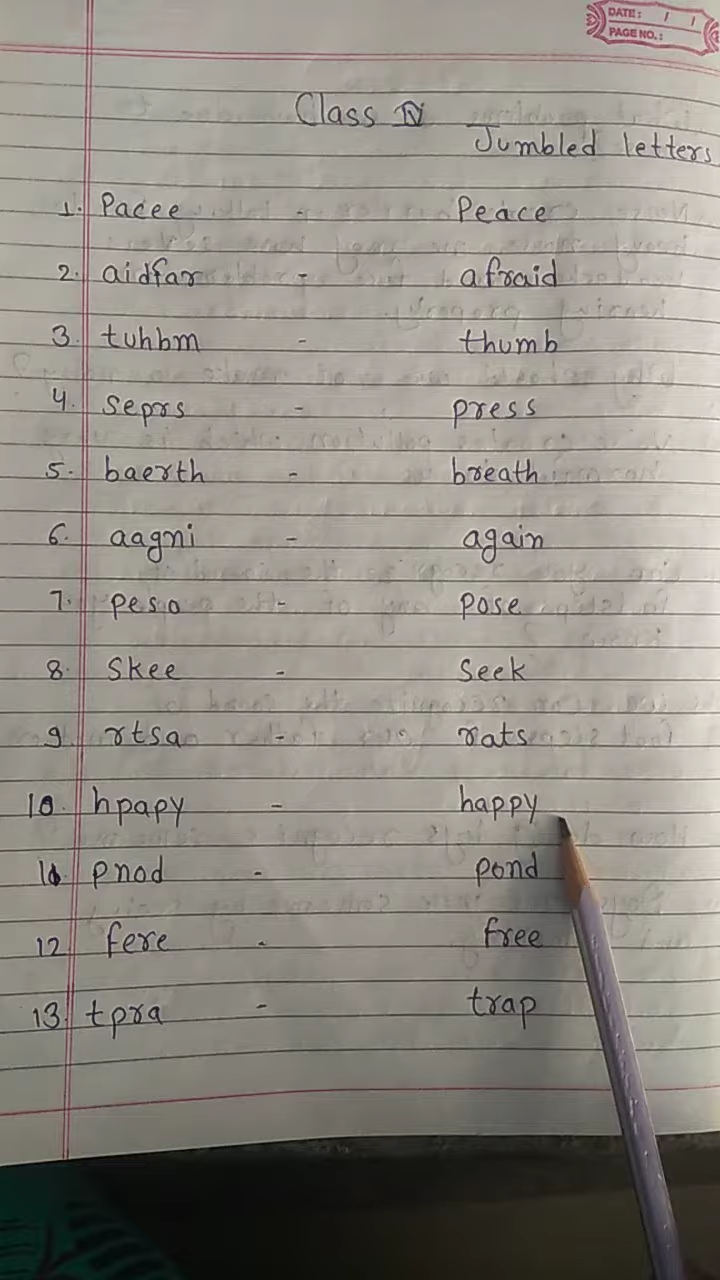 DATE: / /
PAGE NO.:
Class IV
Jumbled letters
1. Pacee - Peace
2. aidfar - afraid
3. tuhbm - thumb
4. seprs - press
5. baerth - breath
6. aagni - again
7. peso - pose
8. Skee - Seek
9. rtsa - rats
10. hpapy - happy
11 pnod - pond
12 fere - free
13. tpra - trap